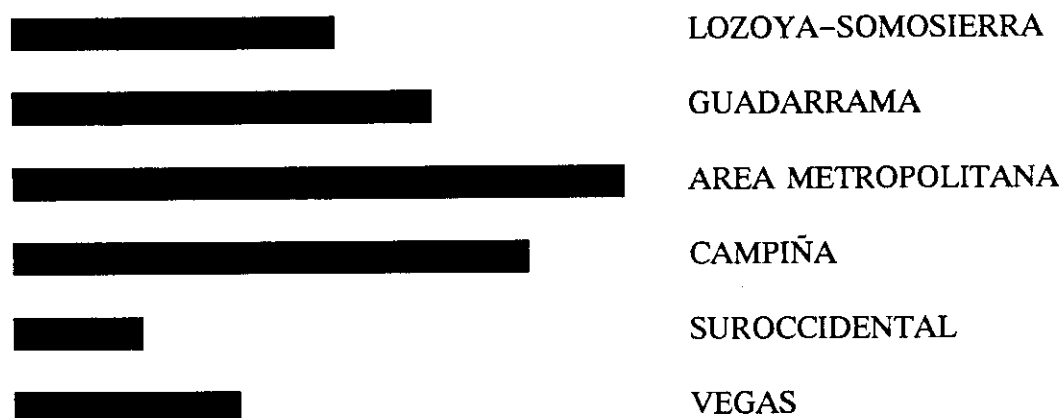 LOZOYA–SOMOSIERRA
GUADARRAMA
AREA METROPOLITANA
CAMPIÑA
SUROCCIDENTAL
VEGAS